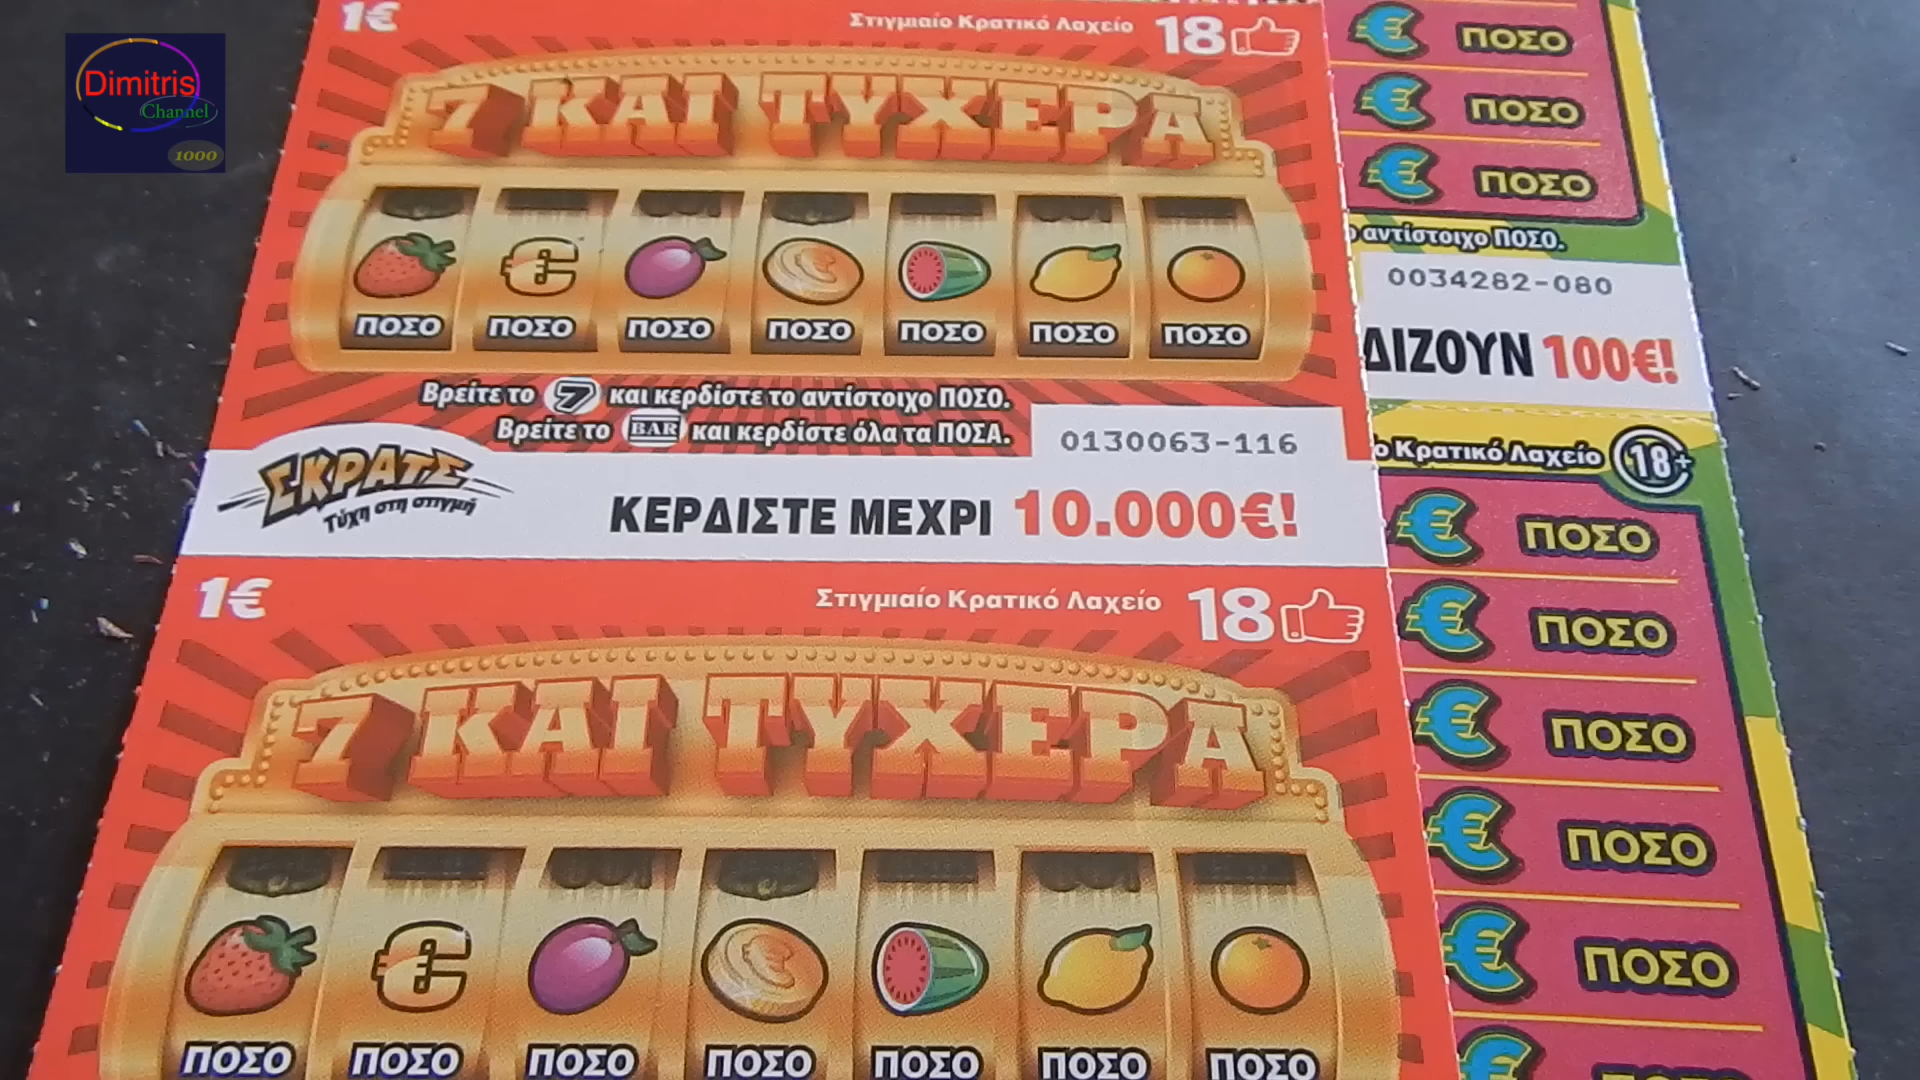 Dimitris
Channel
1000
1€
Στιγμιαίο Κρατικό Λαχείο
18
7 ΚΑΙ ΤΥΧΕΡΑ
ΠΟΣΟ ΠΟΣΟ ΠΟΣΟ ΠΟΣΟ ΠΟΣΟ ΠΟΣΟ ΠΟΣΟ
Βρείτε το 7 και κερδίστε το αντίστοιχο ΠΟΣΟ.
Βρείτε το BAR και κερδίστε όλα τα ΠΟΣΑ.
0130063-116
ΣΚΡΑΤΣ
Τύχη στη στιγμή
ΚΕΡΔΙΣΤΕ ΜΕΧΡΙ 10.000€!
1€
Στιγμιαίο Κρατικό Λαχείο
18
7 ΚΑΙ ΤΥΧΕΡΑ
ΠΟΣΟ ΠΟΣΟ ΠΟΣΟ ΠΟΣΟ ΠΟΣΟ ΠΟΣΟ ΠΟΣΟ
€ ΠΟΣΟ
€ ΠΟΣΟ
€ ΠΟΣΟ
αντίστοιχο ΠΟΣΟ.
0034282-080
ΔΙΖΟΥΝ 100€!
ο Κρατικό Λαχείο 18+
€ ΠΟΣΟ
€ ΠΟΣΟ
€ ΠΟΣΟ
€ ΠΟΣΟ
€ ΠΟΣΟ
€ ΠΟΣΟ